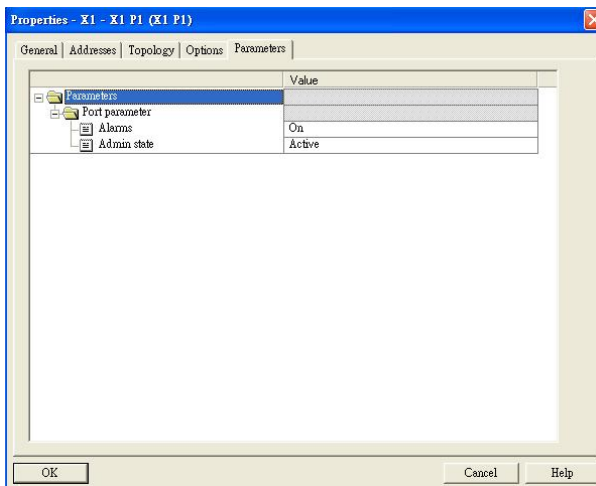 Properties - X1 - X1 P1 (X1 P1)
General Addresses Topology Options Parameters
Value
Parameters
Port parameter
Alarms On
Admin state Active
OK Cancel Help